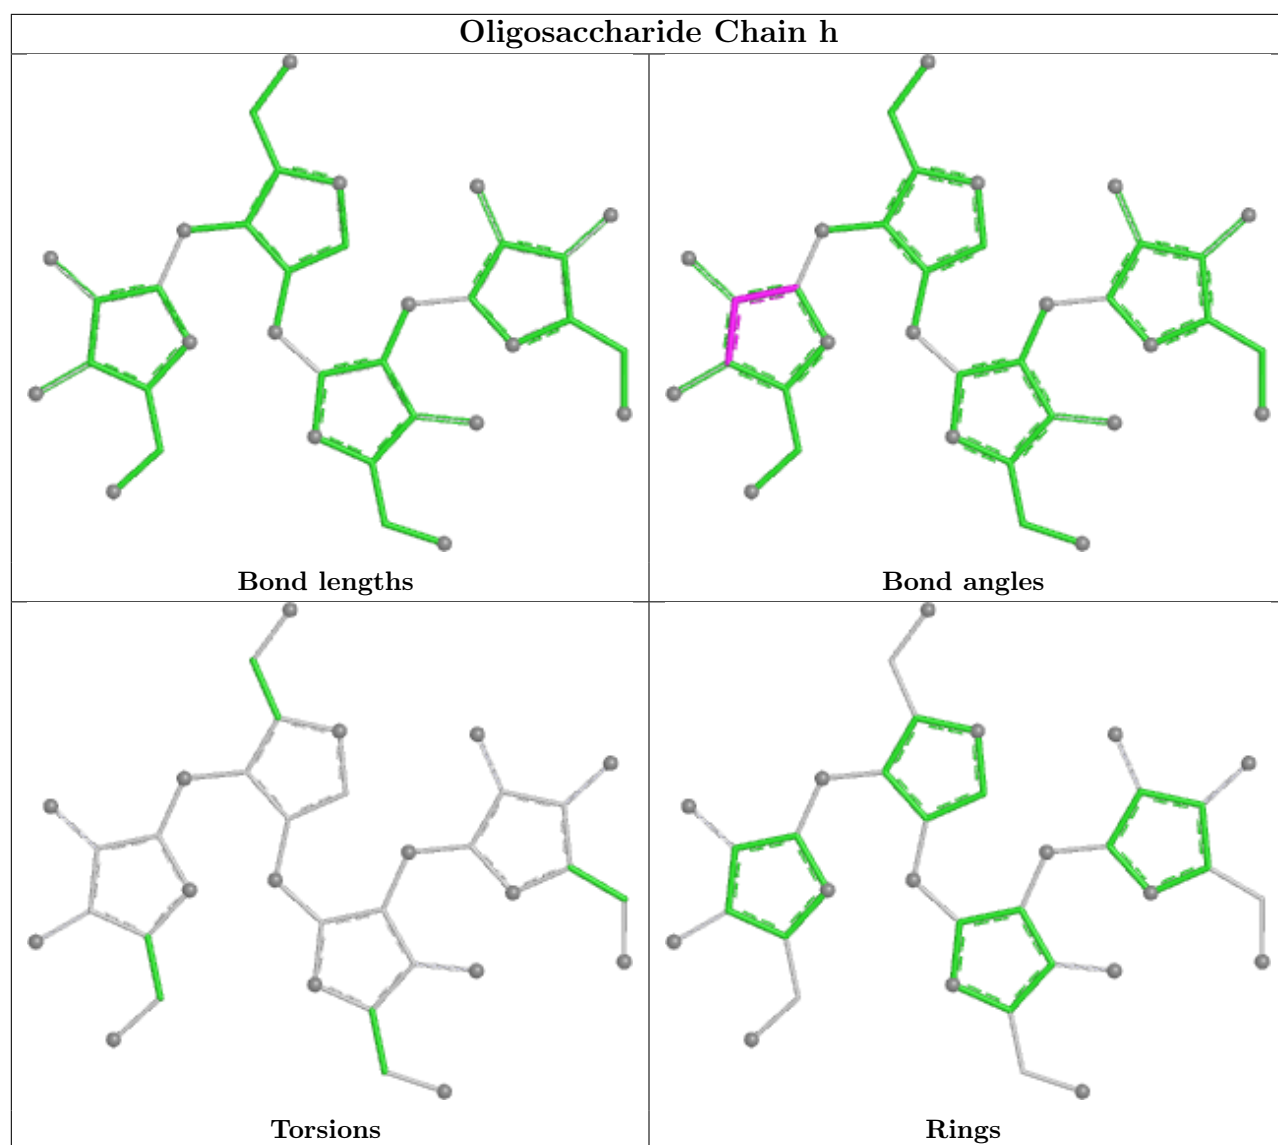 Oligosaccharide Chain h
Bond lengths
Bond angles
Torsions
Rings